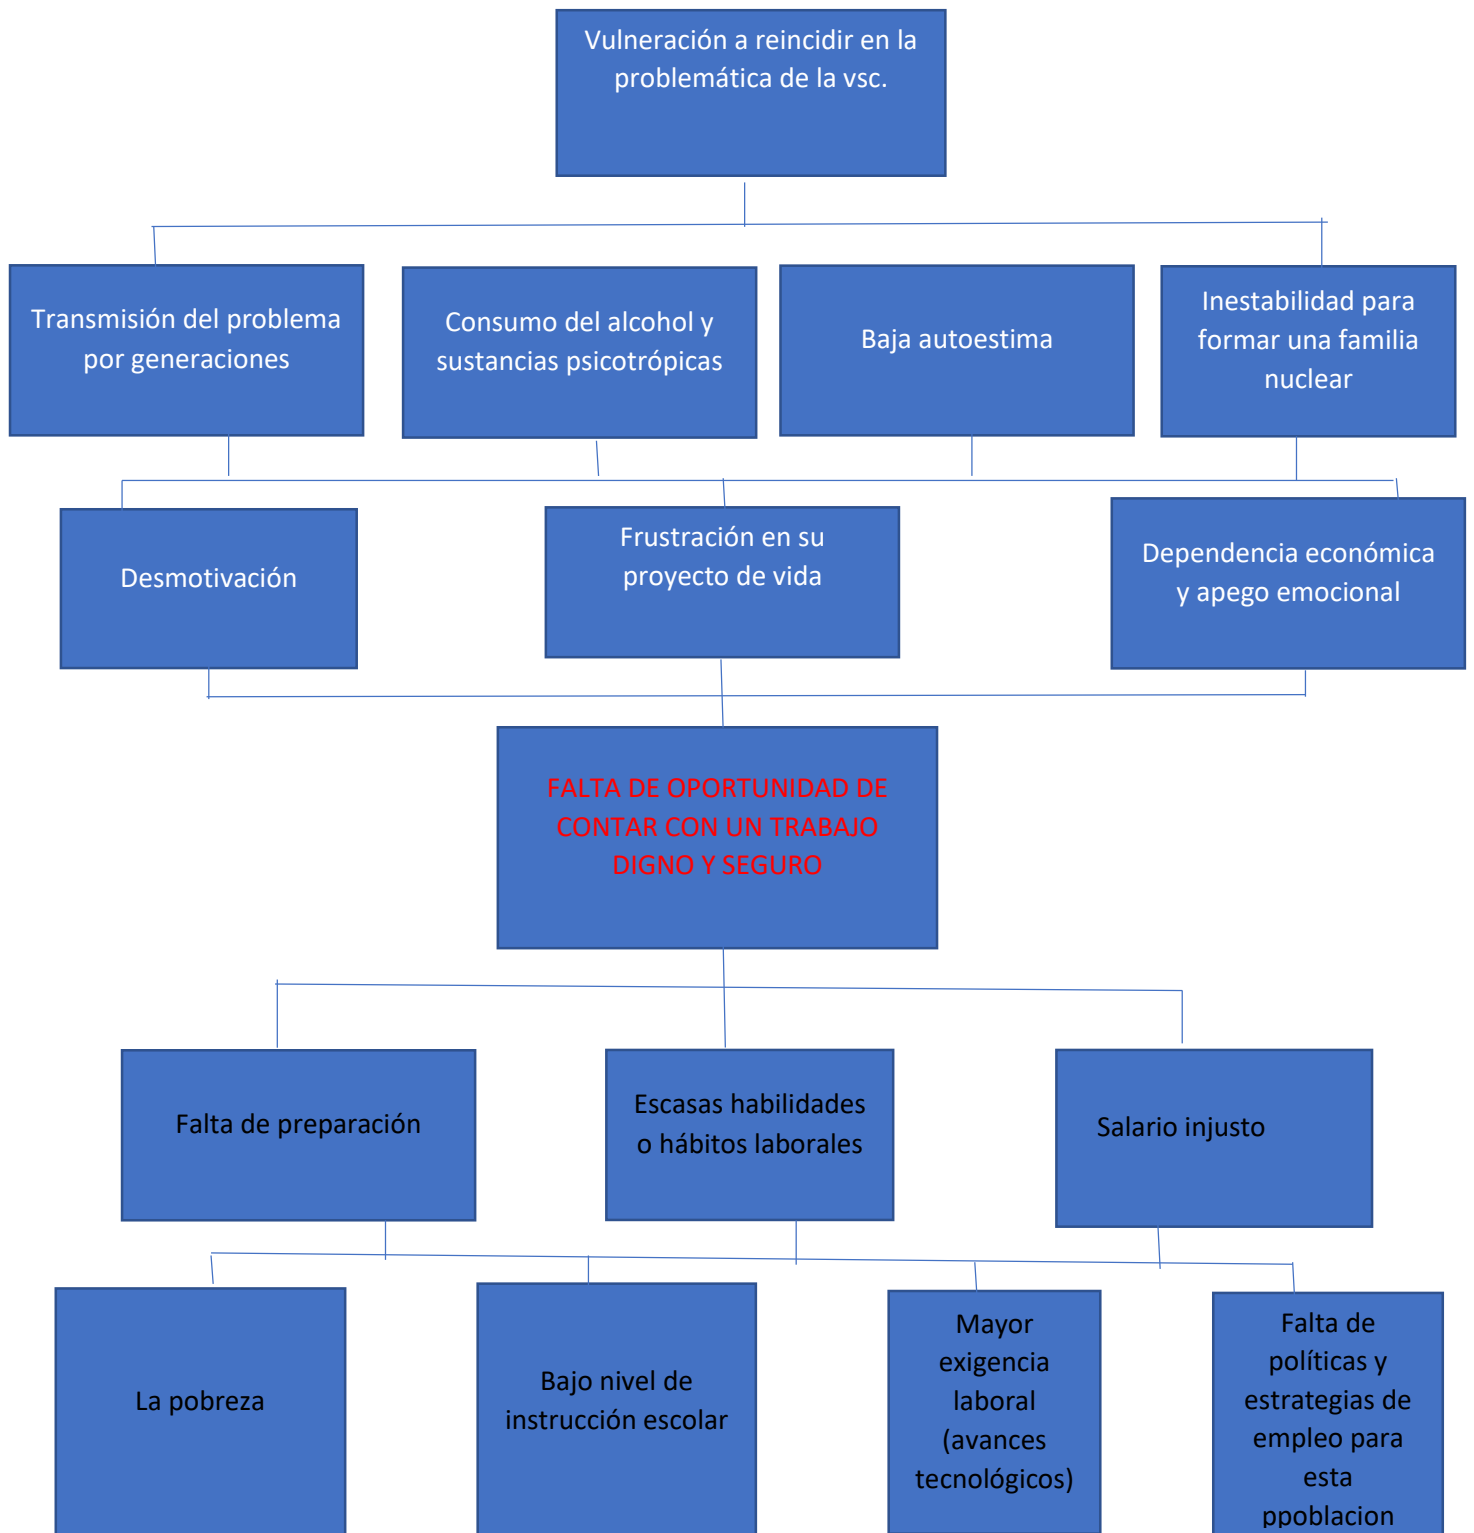 Vulneración a reincidir en la
problemática de la vsc.
Transmisión del problema
por generaciones
Consumo del alcohol y
sustancias psicotrópicas
Baja autoestima
Inestabilidad para
formar una familia
nuclear
Desmotivación
Frustración en su
proyecto de vida
Dependencia económica
y apego emocional
FALTA DE OPORTUNIDAD DE
CONTAR CON UN TRABAJO
DIGNO Y SEGURO
Falta de preparación
Escasas habilidades
o hábitos laborales
Salario injusto
La pobreza
Bajo nivel de
instrucción escolar
Mayor
exigencia
laboral
(avances
tecnológicos)
Falta de
políticas y
estrategias de
empleo para
esta
ppoblacion